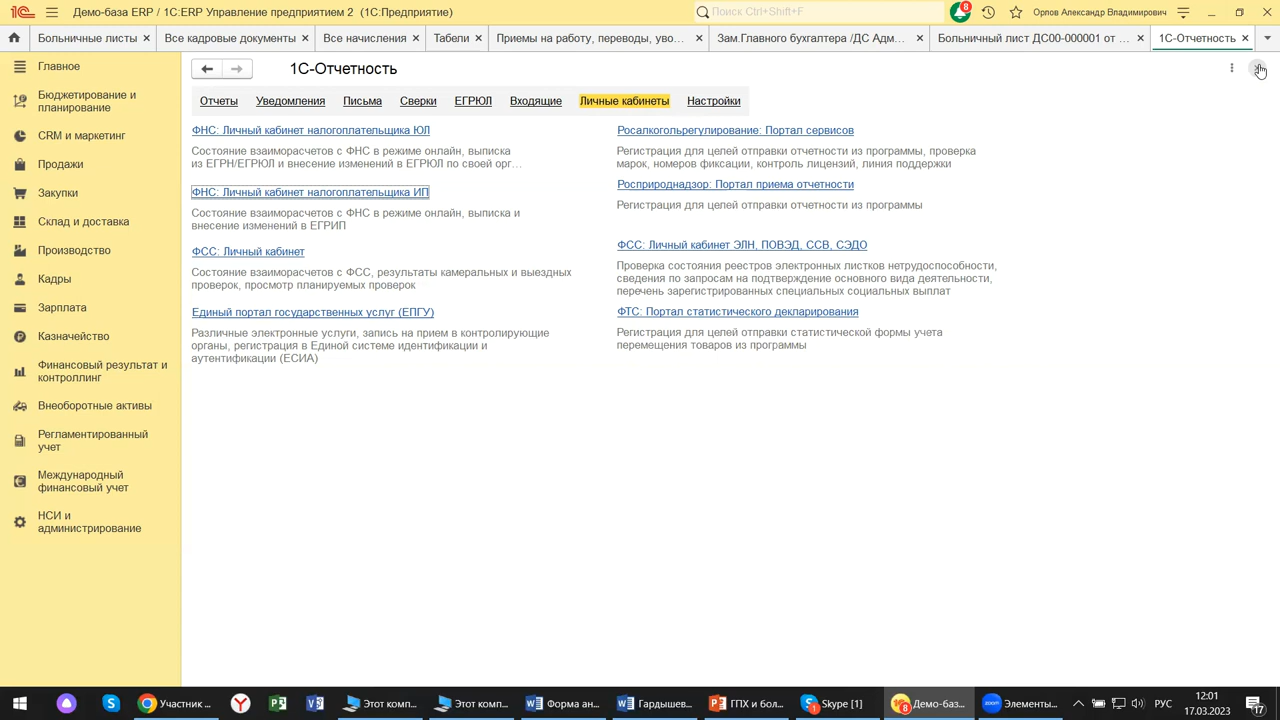 Демо-база ERP / 1С:ERP Управление предприятием 2 (1С:Предприятие)
Поиск Ctrl+Shift+F
8
Орлов Александр Владимирович
Больничные листы
Все кадровые документы
Все начисления
Табели
Приемы на работу, переводы, уво...
Зам.Главного бухгалтера /ДС Адм...
Больничный лист ДС00-000001 от ...
1С-Отчетность
Главное
Бюджетирование и
планирование
CRM и маркетинг
Продажи
Закупки
Склад и доставка
Производство
Кадры
Зарплата
Казначейство
Финансовый результат и
контроллинг
Внеоборотные активы
Регламентированный
учет
Международный
финансовый учет
НСИ и
администрирование
1С-Отчетность
Отчеты
Уведомления
Письма
Сверки
ЕГРЮЛ
Входящие
Личные кабинеты
Настройки
ФНС: Личный кабинет налогоплательщика ЮЛ
Состояние взаиморасчетов с ФНС в режиме онлайн, выписка
из ЕГРН/ЕГРЮЛ и внесение изменений в ЕГРЮЛ по своей орг...
ФНС: Личный кабинет налогоплательщика ИП
Состояние взаиморасчетов с ФНС в режиме онлайн, выписка и
внесение изменений в ЕГРИП
ФСС: Личный кабинет
Состояние взаиморасчетов с ФСС, результаты камеральных и выездных
проверок, просмотр планируемых проверок
Единый портал государственных услуг (ЕПГУ)
Различные электронные услуги, запись на прием в контролирующие
органы, регистрация в Единой системе идентификации и
аутентификации (ЕСИА)
Росалкогольрегулирование: Портал сервисов
Регистрация для целей отправки отчетности из программы, проверка
марок, номеров фиксации, контроль лицензий, линия поддержки
Росприроднадзор: Портал приема отчетности
Регистрация для целей отправки отчетности из программы
ФСС: Личный кабинет ЭЛН, ПОВЭД, ССВ, СЭДО
Проверка состояния реестров электронных листков нетрудоспособности,
сведения по запросам на подтверждение основного вида деятельности,
перечень зарегистрированных специальных социальных выплат
ФТС: Портал статистического декларирования
Регистрация для целей отправки статистической формы учета
перемещения товаров из программы
Участник ...
Этот комп...
Этот комп...
Форма ан...
Гардышев...
ГПХ и бол...
Skype [1]
Демо-баз...
Элементы...
РУС
12:01
17.03.2023
17